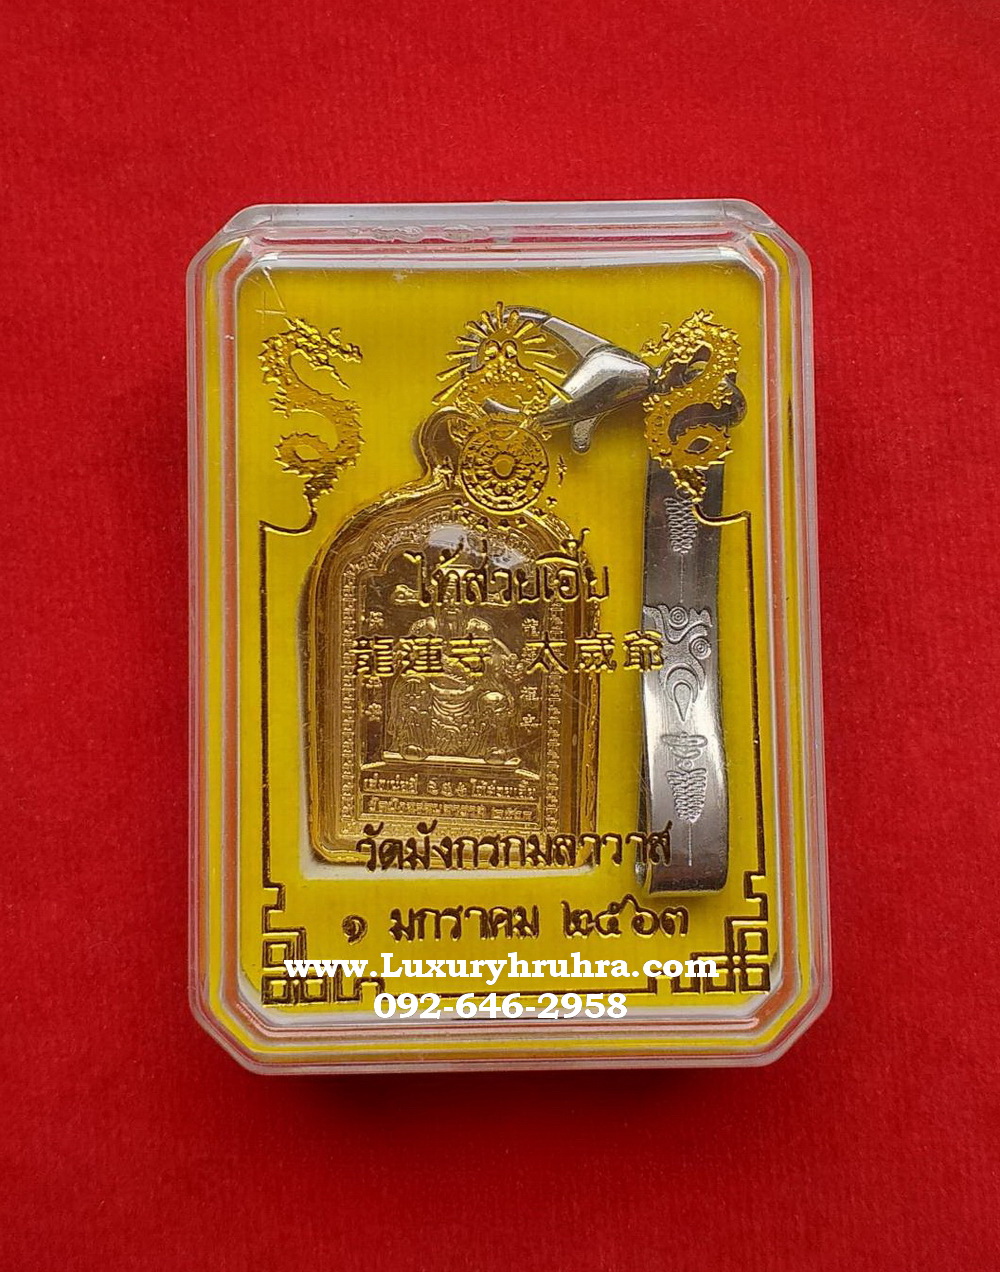 ไท้ส่วยเอี้ย
龍蓮寺 太歲爺
วัดมังกรกมลาวาส
๑ มกราคม ๒๕๖๓
www.Luxuryhruhra.com
092-646-2958